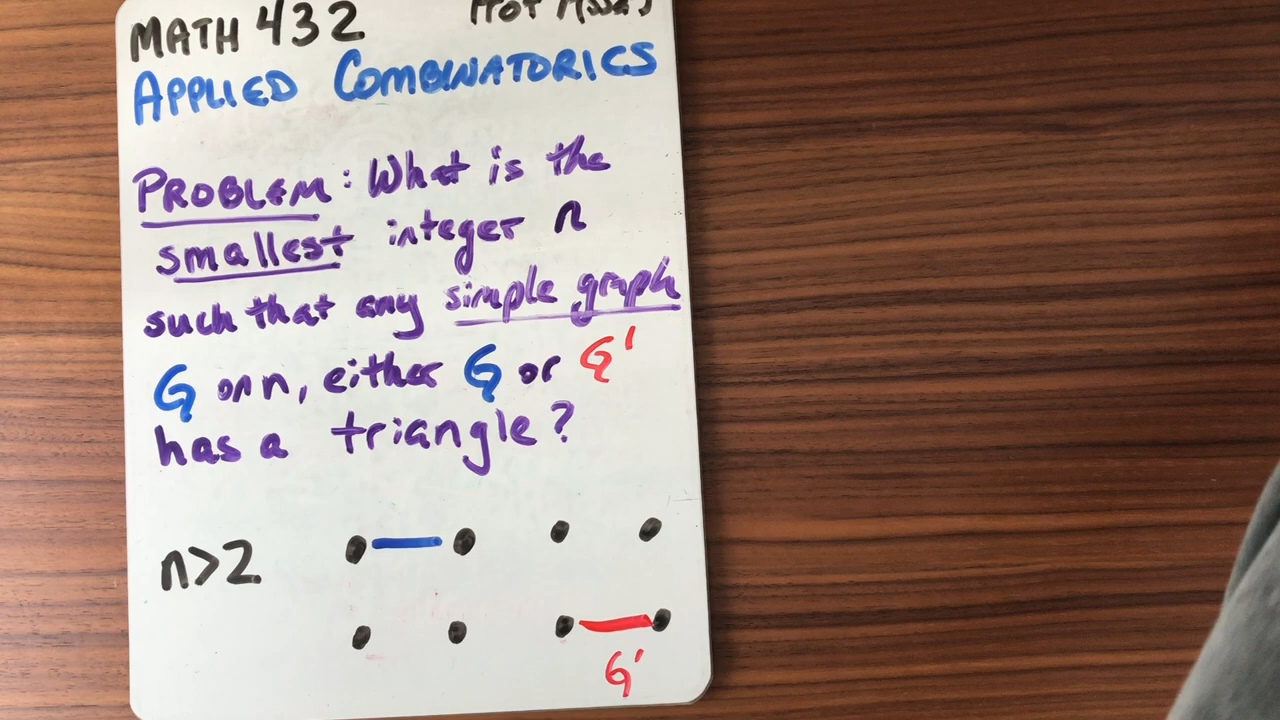 MATH 432
APPLIED COMBINATORICS
PROBLEM: What is the
smallest integer n
such that any simple graph
G on n, either G or G'
has a triangle?
n>2
G'